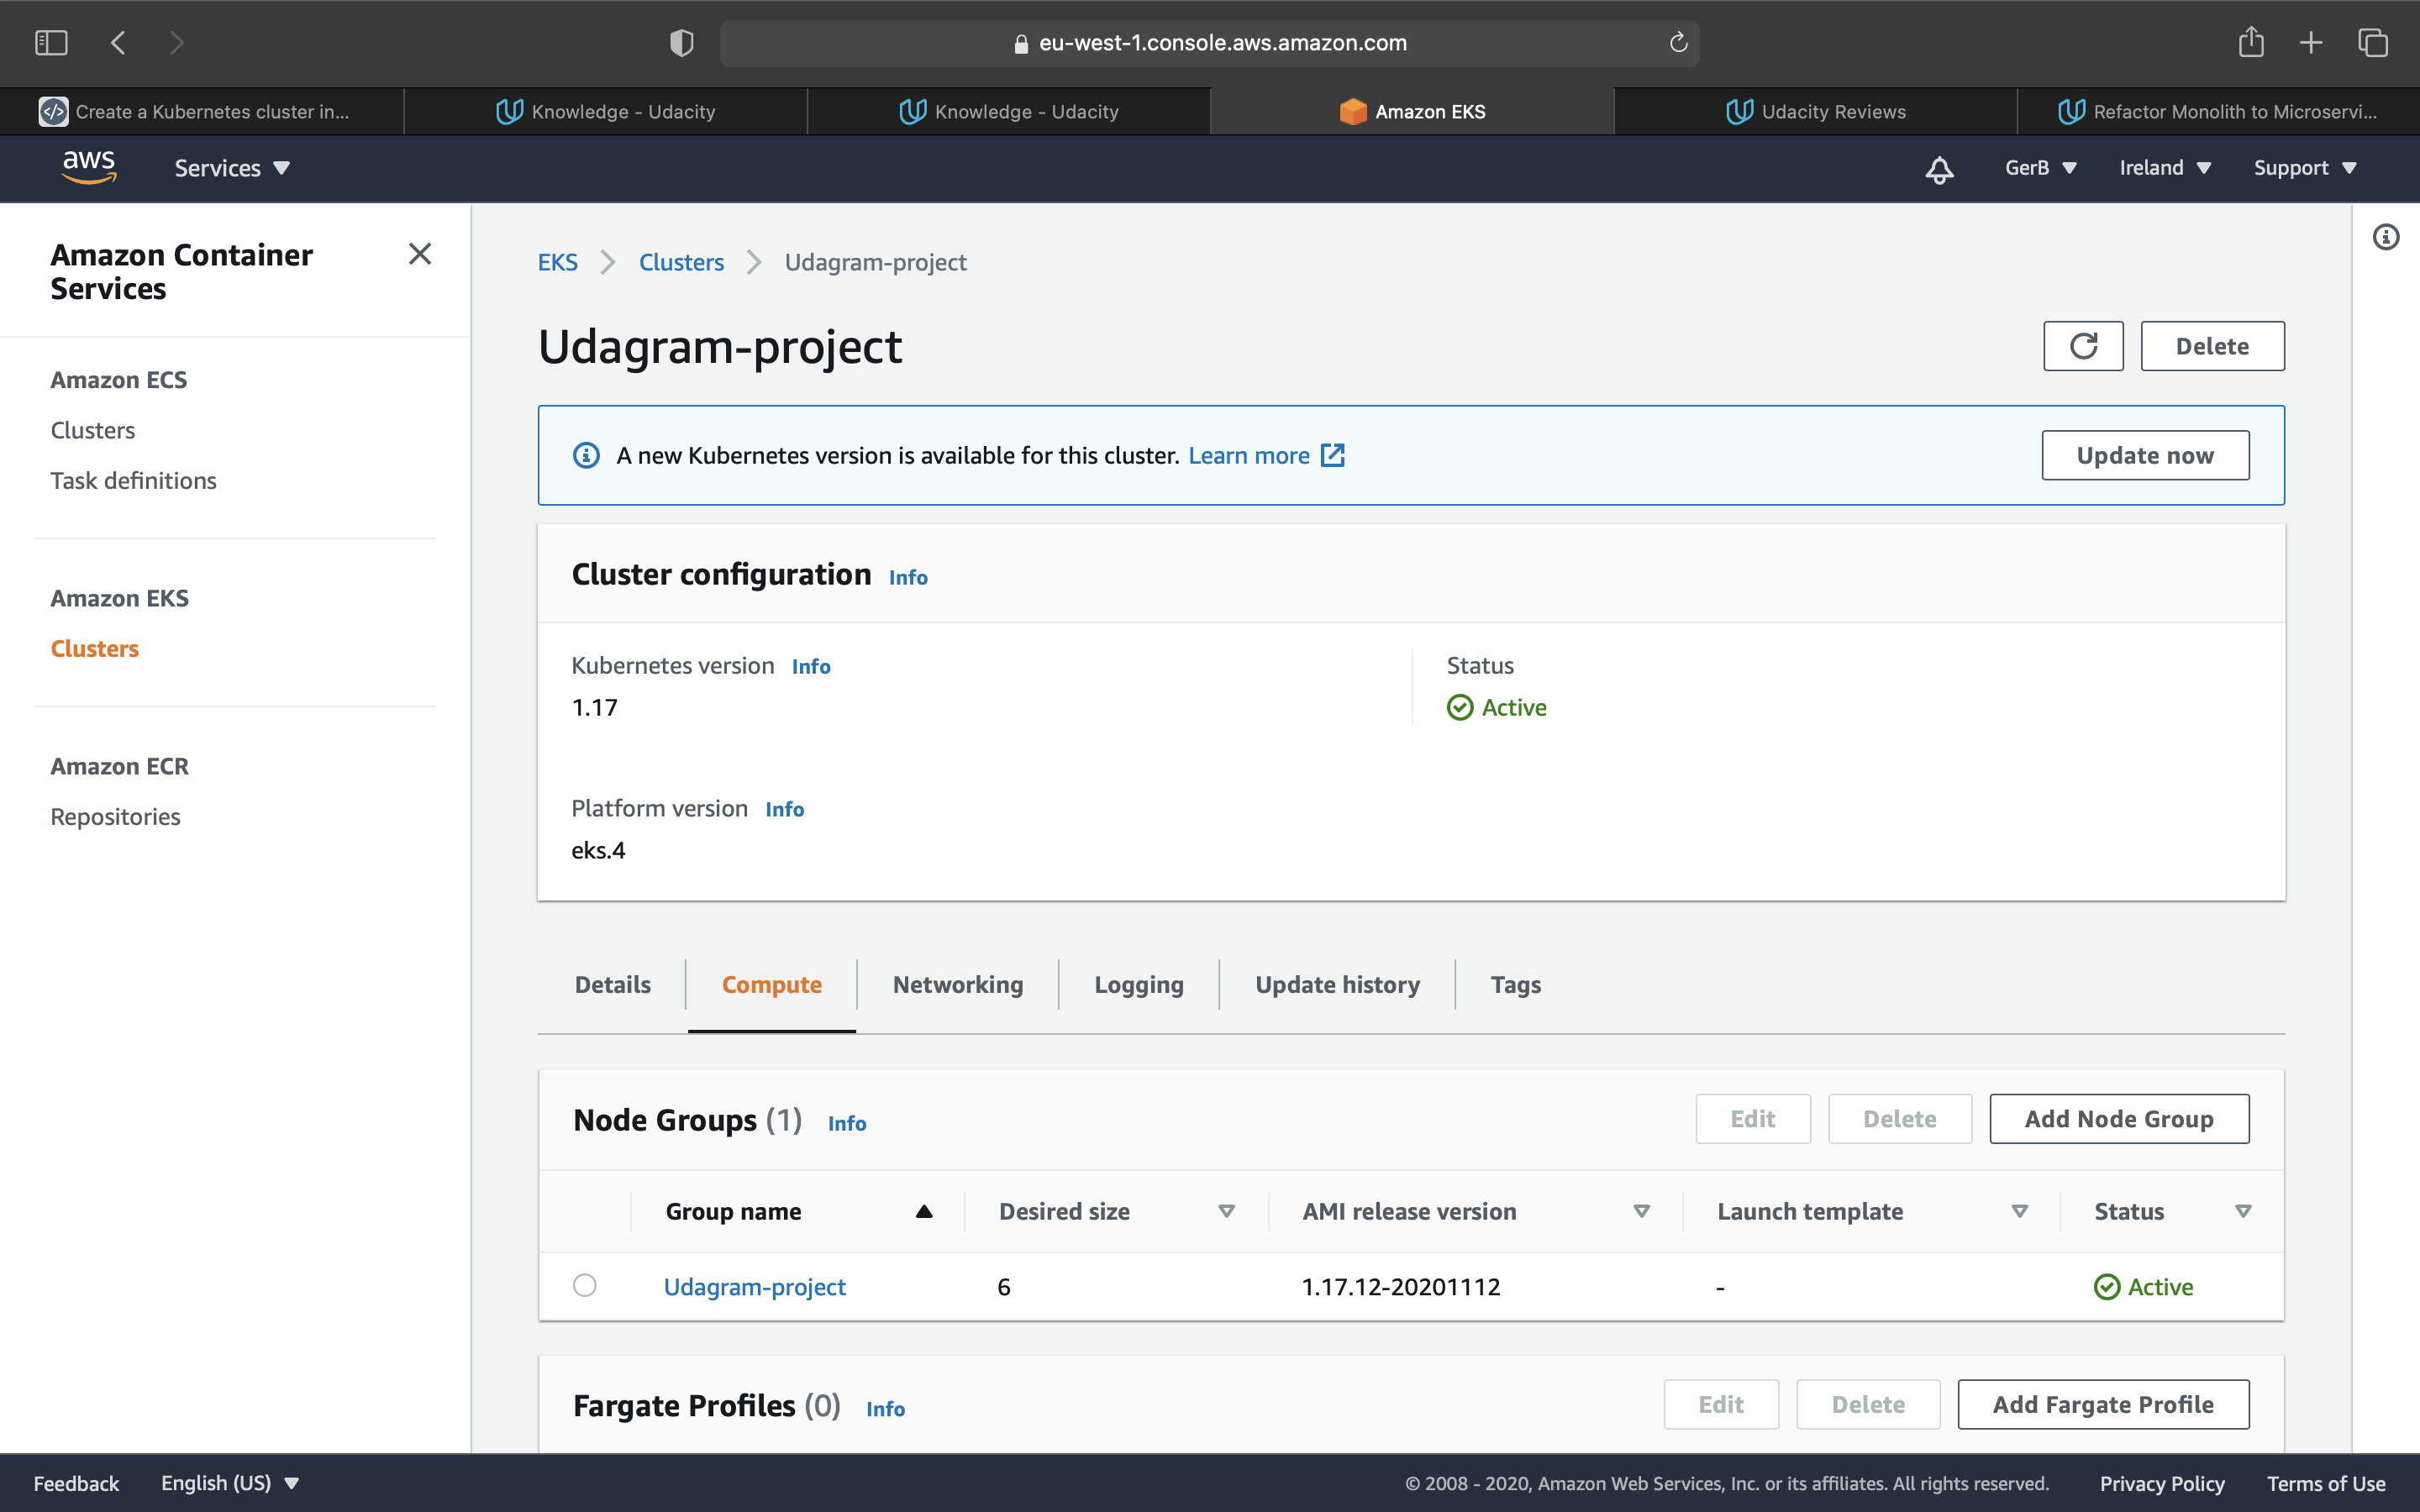 eu-west-1.console.aws.amazon.com
Create a Kubernetes cluster in...
Knowledge - Udacity
Knowledge - Udacity
Amazon EKS
Udacity Reviews
Refactor Monolith to Microservi...
aws
Services
GerB
Ireland
Support
Amazon Container
Services
Amazon ECS
Clusters
Task definitions
Amazon EKS
Clusters
Amazon ECR
Repositories
EKS
Clusters
Udagram-project
Udagram-project
Delete
A new Kubernetes version is available for this cluster. Learn more
Update now
Cluster configuration Info
Kubernetes version Info
1.17
Status
Active
Platform version Info
eks.4
Details
Compute
Networking
Logging
Update history
Tags
Node Groups (1) Info
Edit
Delete
Add Node Group
Group name
Desired size
AMI release version
Launch template
Status
Udagram-project
6
1.17.12-20201112
-
Active
Fargate Profiles (0) Info
Edit
Delete
Add Fargate Profile
Feedback
English (US)
© 2008 - 2020, Amazon Web Services, Inc. or its affiliates. All rights reserved.
Privacy Policy
Terms of Use